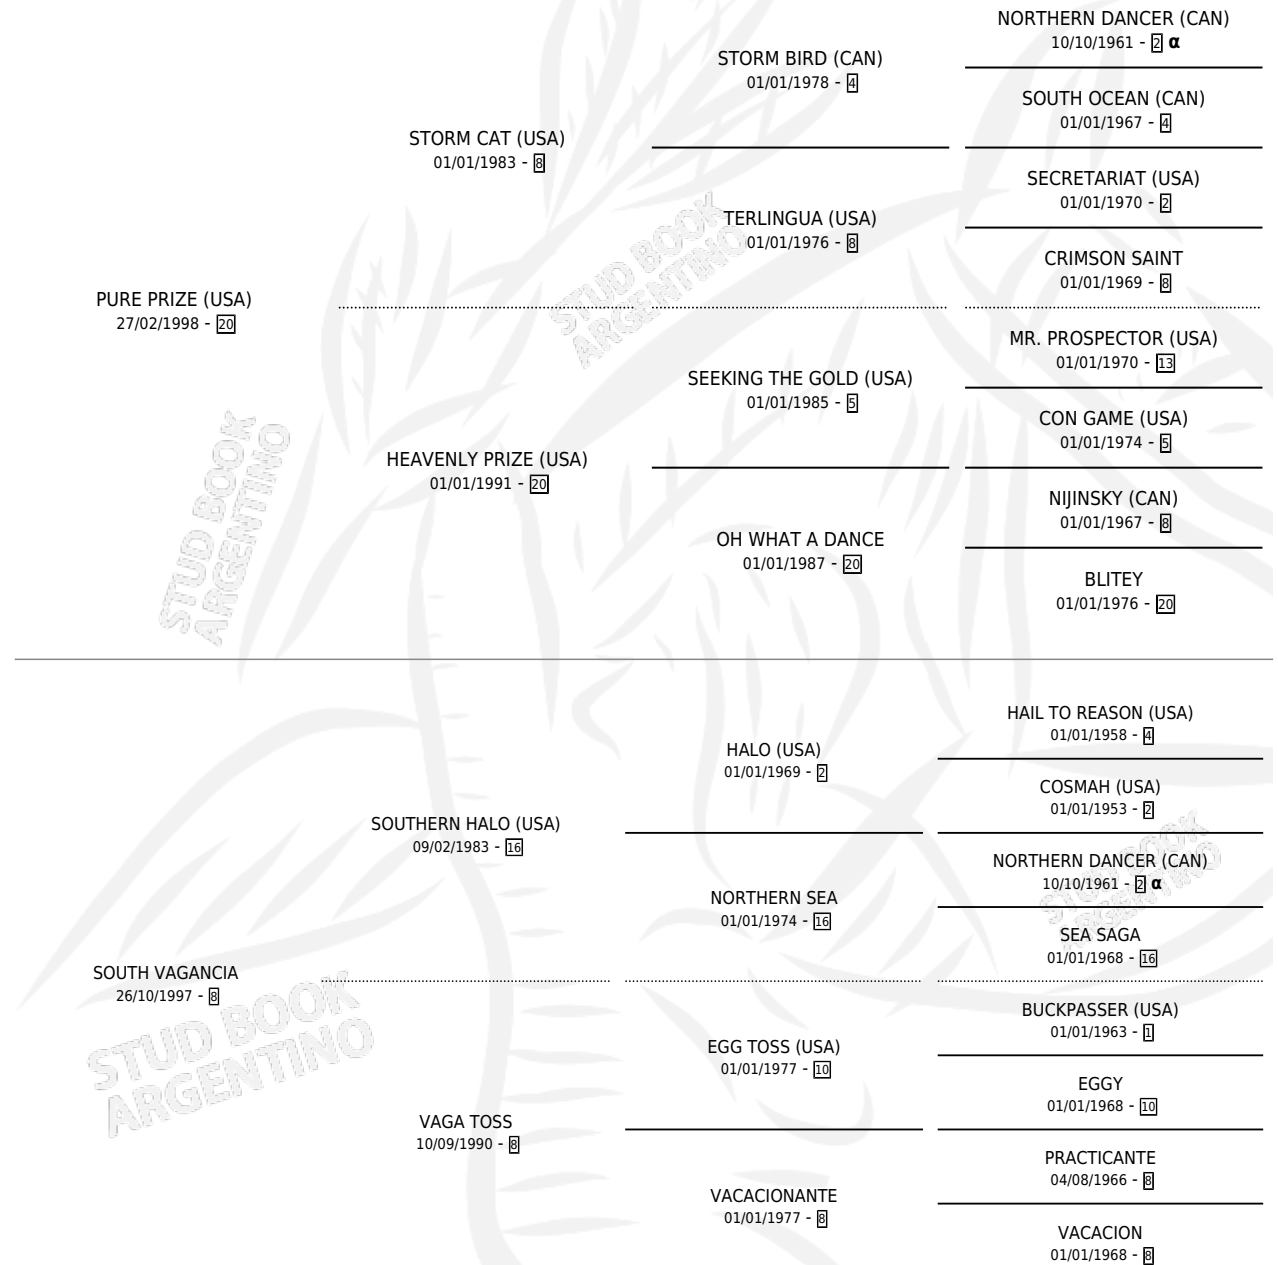 NORTHERN DANCER (CAN)
10/10/1961 - 2 α
STORM BIRD (CAN)
01/01/1978 - 4
SOUTH OCEAN (CAN)
01/01/1967 - 4
STORM CAT (USA)
01/01/1983 - 8
SECRETARIAT (USA)
01/01/1970 - 2
TERLINGUA (USA)
01/01/1976 - 8
CRIMSON SAINT
01/01/1969 - 8
PURE PRIZE (USA)
27/02/1998 - 20
MR. PROSPECTOR (USA)
01/01/1970 - 13
SEEKING THE GOLD (USA)
01/01/1985 - 5
CON GAME (USA)
01/01/1974 - 5
HEAVENLY PRIZE (USA)
01/01/1991 - 20
NIJINSKY (CAN)
01/01/1967 - 8
OH WHAT A DANCE
01/01/1987 - 20
BLITEY
01/01/1976 - 20
HAIL TO REASON (USA)
01/01/1958 - 4
HALO (USA)
01/01/1969 - 2
COSMAH (USA)
01/01/1953 - 2
SOUTHERN HALO (USA)
09/02/1983 - 16
NORTHERN DANCER (CAN)
10/10/1961 - 2 α
NORTHERN SEA
01/01/1974 - 16
SEA SAGA
01/01/1968 - 16
SOUTH VAGANCIA
26/10/1997 - 8
BUCKPASSER (USA)
01/01/1963 - 1
EGG TOSS (USA)
01/01/1977 - 10
EGGY
01/01/1968 - 10
VAGA TOSS
10/09/1990 - 8
PRACTICANTE
04/08/1966 - 8
VACACIONANTE
01/01/1977 - 8
VACACION
01/01/1968 - 8
STUD BOOK
ARGENTINO
STUD BOOK
ARGENTINO
STUD BOOK
ARGENTINO
STUD BOOK
ARGENTINO